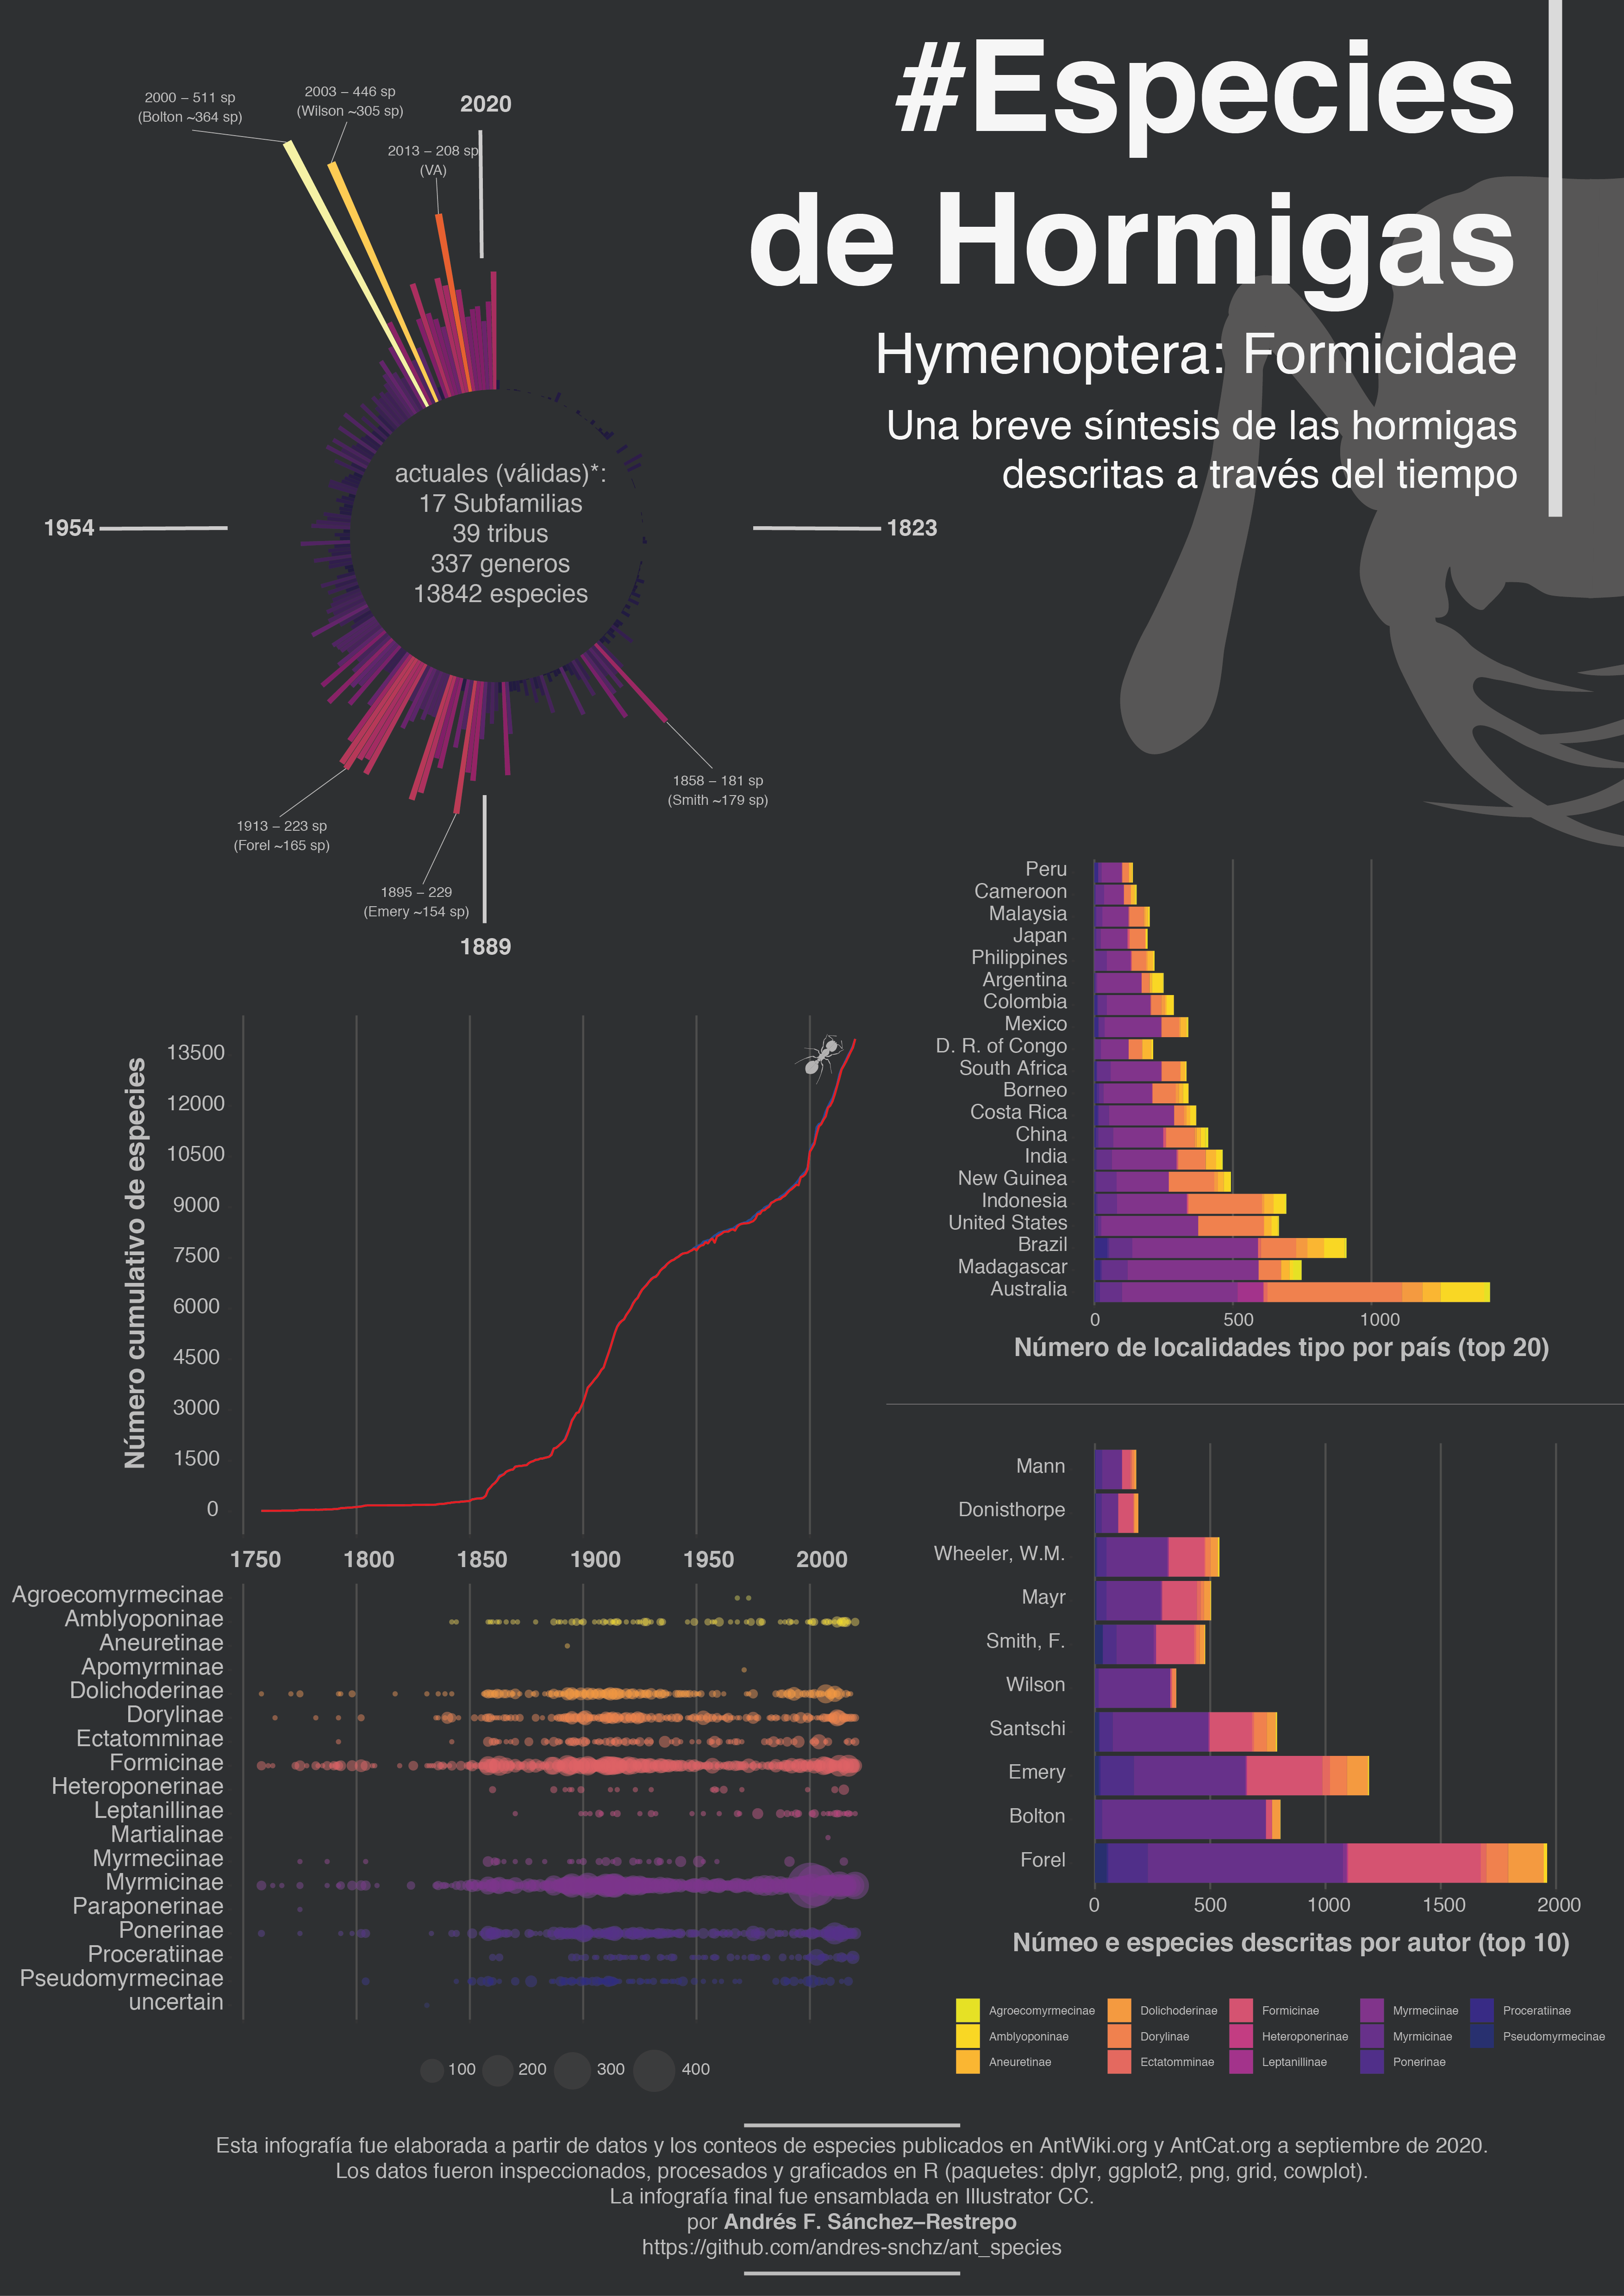 #Especies
de Hormigas
Hymenoptera: Formicidae
Una breve síntesis de las hormigas
descritas a través del tiempo
2000 – 511 sp
(Bolton ~364 sp)
2003 – 446 sp
(Wilson ~305 sp)
2020
2013 – 208 sp
(VA)
actuales (válidas)*:
17 Subfamilias
39 tribus
337 generos
13842 especies
1954
1823
1858 – 181 sp
(Smith ~179 sp)
1913 – 223 sp
(Forel ~165 sp)
1895 – 229
(Emery ~154 sp)
1889
Número cumulativo de especies
13500
12000
10500
9000
7500
6000
4500
3000
1500
0
1750 1800 1850 1900 1950 2000
Agroecomyrmecinae
Amblyoponinae
Aneuretinae
Apomyrminae
Dolichoderinae
Dorylinae
Ectatomminae
Formicinae
Heteroponerinae
Leptanillinae
Martialinae
Myrmeciinae
Myrmicinae
Paraponerinae
Ponerinae
Proceratiinae
Pseudomyrmecinae
uncertain
100 200 300 400
Peru
Cameroon
Malaysia
Japan
Philippines
Argentina
Colombia
Mexico
D. R. of Congo
South Africa
Borneo
Costa Rica
China
India
New Guinea
Indonesia
United States
Brazil
Madagascar
Australia
0 500 1000
Número de localidades tipo por país (top 20)
Mann
Donisthorpe
Wheeler, W.M.
Mayr
Smith, F.
Wilson
Santschi
Emery
Bolton
Forel
0 500 1000 1500 2000
Númeo e especies descritas por autor (top 10)
Agroecomyrmecinae Dolichoderinae Formicinae Myrmeciinae Proceratiinae
Amblyoponinae Dorylinae Heteroponerinae Myrmicinae Pseudomyrmecinae
Aneuretinae Ectatomminae Leptanillinae Ponerinae
Esta infografía fue elaborada a partir de datos y los conteos de especies publicados en AntWiki.org y AntCat.org a septiembre de 2020.
Los datos fueron inspeccionados, procesados y graficados en R (paquetes: dplyr, ggplot2, png, grid, cowplot).
La infografía final fue ensamblada en Illustrator CC.
por Andrés F. Sánchez–Restrepo
https://github.com/andres-snchz/ant_species